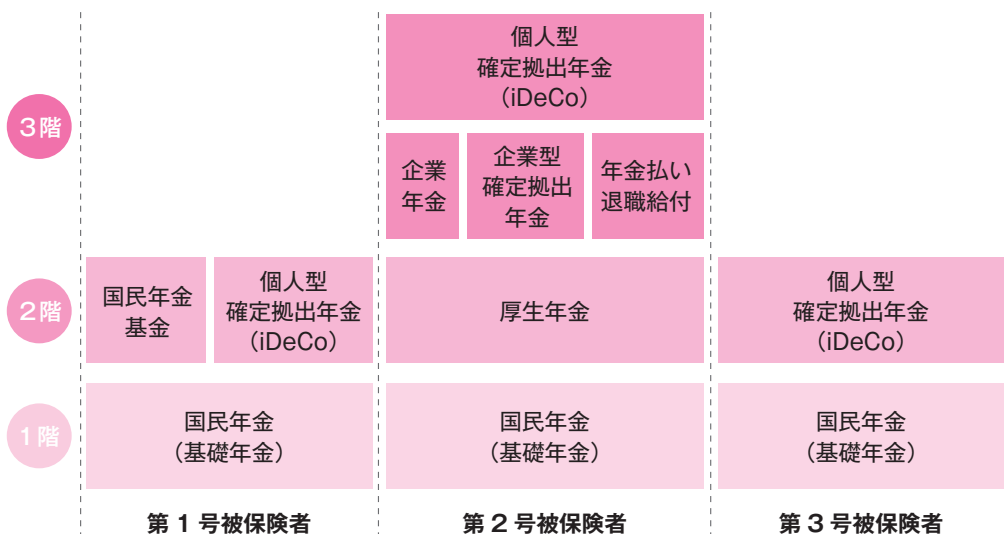 個人型
確定拠出年金
（iDeCo）
3階
企業
年金
企業型
確定拠出
年金
年金払い
退職給付
2階
国民年金
基金
個人型
確定拠出年金
（iDeCo）
厚生年金
個人型
確定拠出年金
（iDeCo）
1階
国民年金
（基礎年金）
国民年金
（基礎年金）
国民年金
（基礎年金）
第1号被保険者
第2号被保険者
第3号被保険者